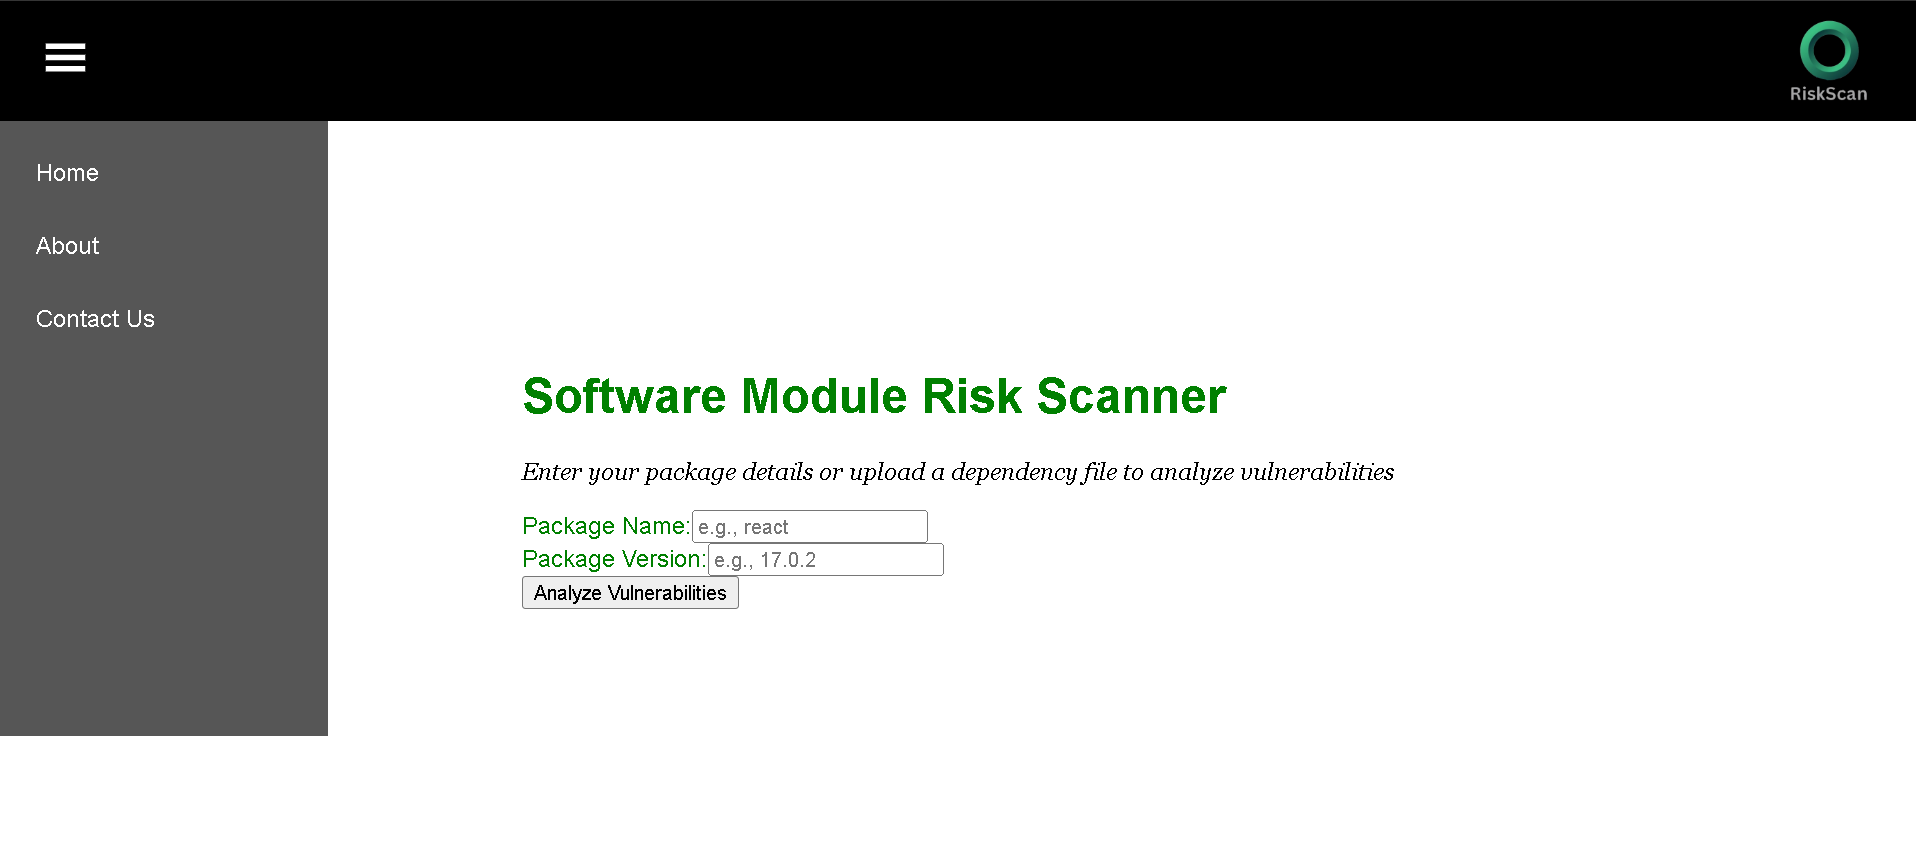 RiskScan
Home
About
Contact Us
Software Module Risk Scanner
Enter your package details or upload a dependency file to analyze vulnerabilities
Package Name: e.g., react
Package Version: e.g., 17.0.2
Analyze Vulnerabilities